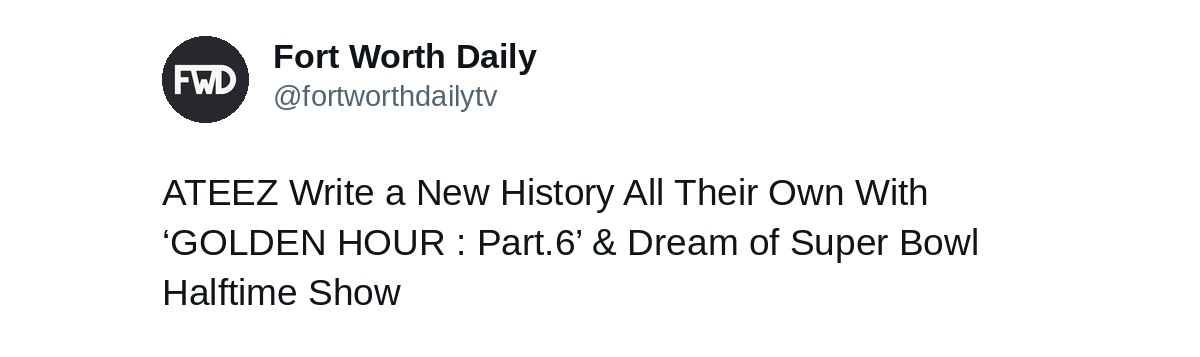 FWD
Fort Worth Daily
@fortworthdailytv
ATEEZ Write a New History All Their Own With
‘GOLDEN HOUR : Part.6’ & Dream of Super Bowl
Halftime Show